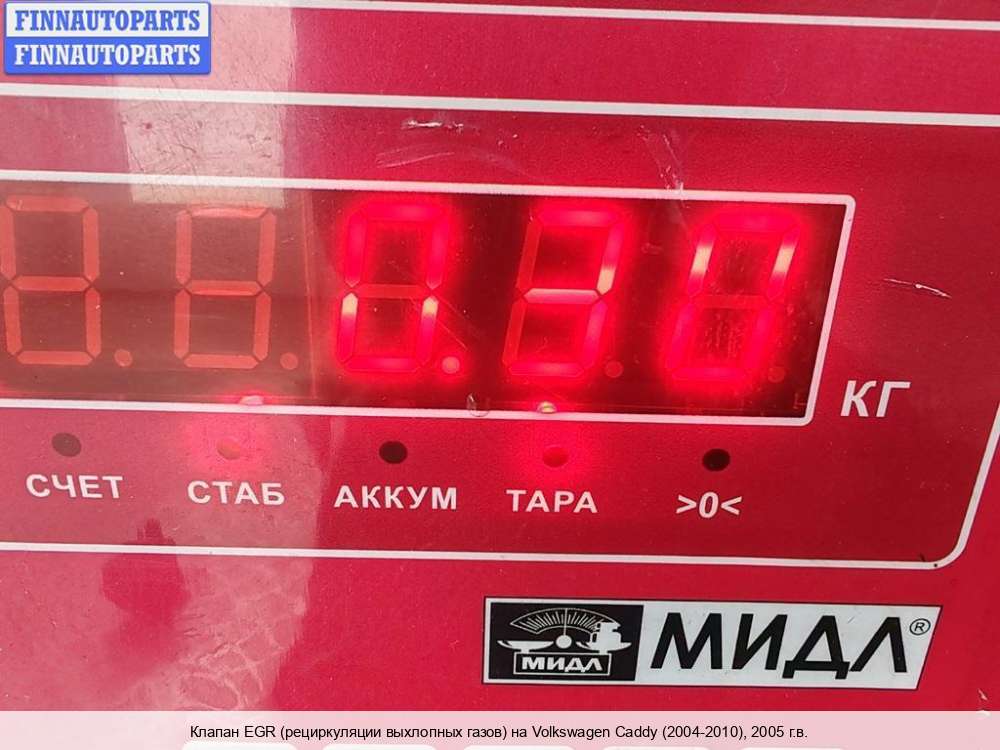 FINNAUTOPARTS
FINNAUTOPARTS
0.30
КГ
СЧЕТ СТАБ АККУМ ТАРА >0<
МИДЛ МИДЛ®
Клапан EGR (рециркуляции выхлопных газов) на Volkswagen Caddy (2004-2010), 2005 г.в.